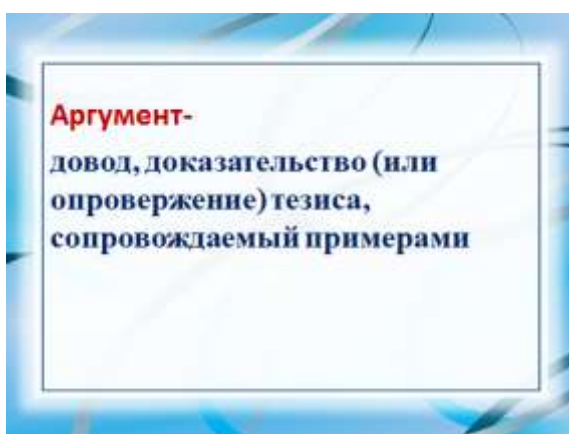 Аргумент-
довод, доказательство (или
опровержение) тезиса,
сопровождаемый примерами